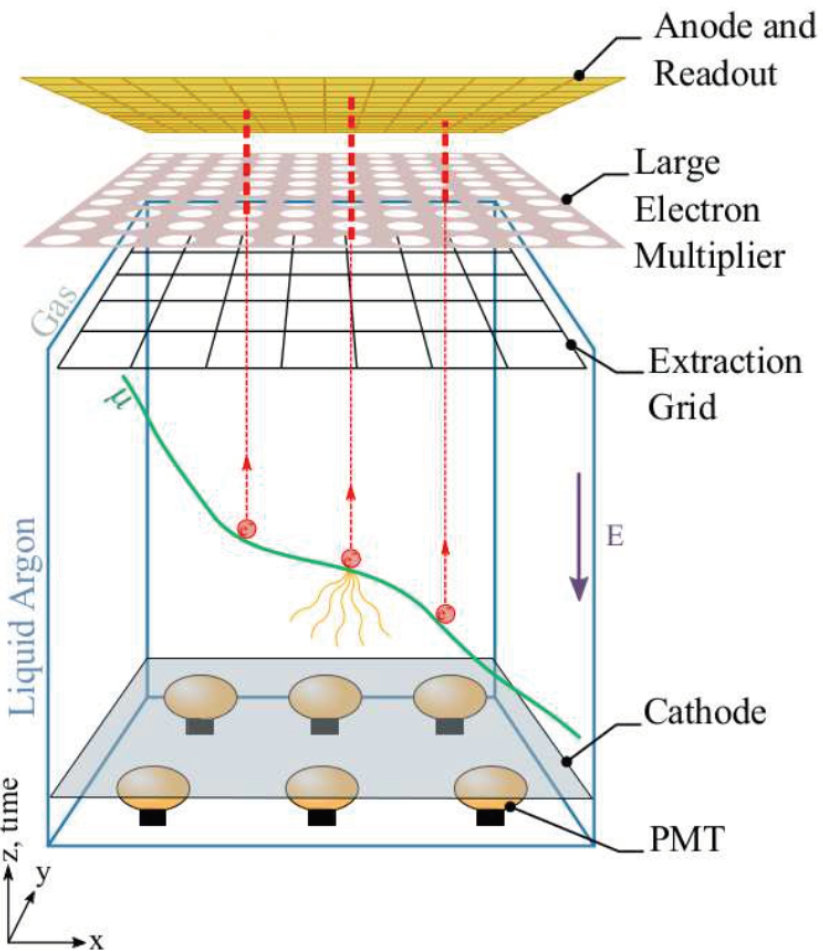 Anode and
Readout
Large
Electron
Multiplier
Gas
Extraction
Grid
μ
E
Liquid Argon
e⁻
e⁻
e⁻
Cathode
PMT
z, time
y
x